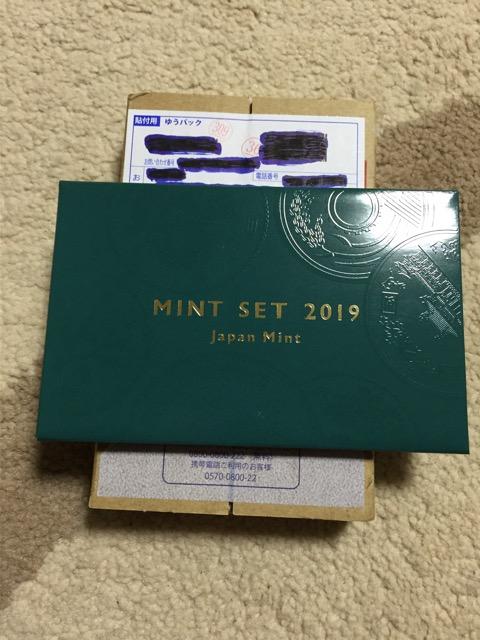 貼付用 ゆうパック
309
お問い合わせ番号
電話番号
お
MINT SET 2019
Japan Mint
携帯電話ご利用のお客様
0570-0800-22